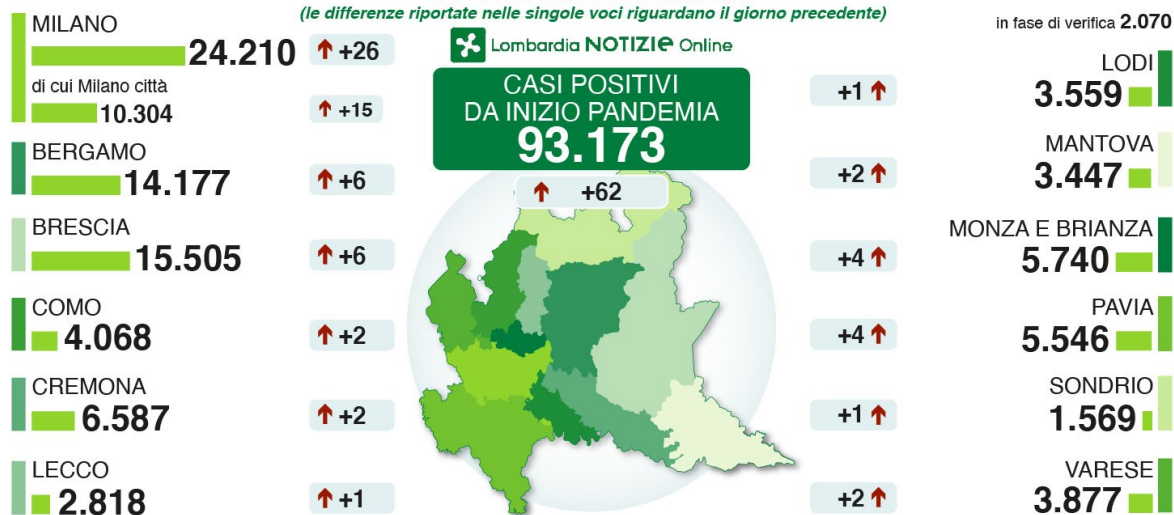 (le differenze riportate nelle singole voci riguardano il giorno precedente)
Lombardia NOTIZIE Online
CASI POSITIVI
DA INIZIO PANDEMIA
93.173
+62
MILANO
24.210
+26
di cui Milano città
10.304
+15
BERGAMO
14.177
+6
BRESCIA
15.505
+6
COMO
4.068
+2
CREMONA
6.587
+2
LECCO
2.818
+1
in fase di verifica 2.070
LODI
+1
3.559
MANTOVA
+2
3.447
MONZA E BRIANZA
+4
5.740
PAVIA
+4
5.546
SONDRIO
+1
1.569
VARESE
+2
3.877